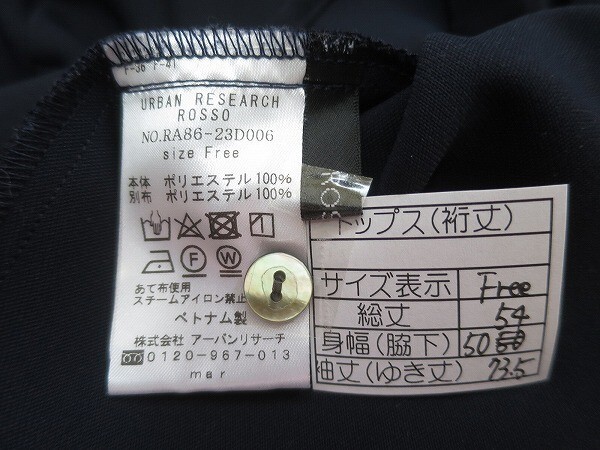 F-36 F-41
URBAN RESEARCH
ROSSO
NO.RA86-23D006
size Free
本体 ポリエステル100%
別布 ポリエステル100%
F W
あて布使用
スチームアイロン禁止
ベトナム製
株式会社 アーバンリサーチ
0120-967-013
mar
ROS
トップス(裄丈)
サイズ表示 Free
総丈 54
身幅(脇下) 50
袖丈(ゆき丈) 73.5